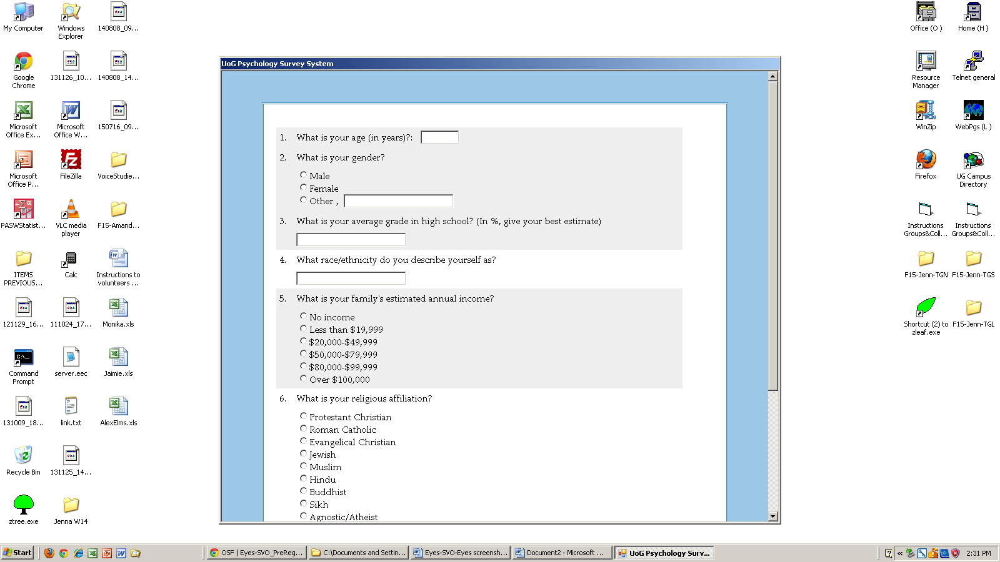 My Computer
Windows
Explorer
140808_09...
Google
Chrome
131126_10...
140808_14...
Microsoft
Office Ex...
Microsoft
Office W...
150716_09...
Microsoft
Office P...
FileZilla
VoiceStudie...
PASWStatist...
VLC media
player
F15-Amand...
ITEMS
PREVIOUS...
Calc
Instructions to
volunteers ...
121129_16...
111024_17...
Monika.xls
Command
Prompt
server.eec
Jaimie.xls
131009_18...
link.txt
AlexElms.xls
Recycle Bin
131125_14...
ztree.exe
Jenna W14
UoG Psychology Survey System
1. What is your age (in years)?:
2. What is your gender?
Male
Female
Other ,
3. What is your average grade in high school? (In %, give your best estimate)
4. What race/ethnicity do you describe yourself as?
5. What is your family's estimated annual income?
No income
Less than $19,999
$20,000-$49,999
$50,000-$79,999
$80,000-$99,999
Over $100,000
6. What is your religious affiliation?
Protestant Christian
Roman Catholic
Evangelical Christian
Jewish
Muslim
Hindu
Buddhist
Sikh
Agnostic/Atheist
Office (O )
Home (H )
Resource
Manager
Telnet general
WinZip
WebPgs (L )
Firefox
UG Campus
Directory
Instructions
Groups&Coll...
Instructions
Groups&Coll...
F15-Jenn-TGN
F15-Jenn-TGS
Shortcut (2) to
zleaf.exe
F15-Jenn-TGL
Start
OSF | Eyes-SVO_PreReg...
C:\Documents and Settin...
Eyes-SVO-Eyes screensh...
Document2 - Microsoft ...
UoG Psychology Surv...
2:31 PM